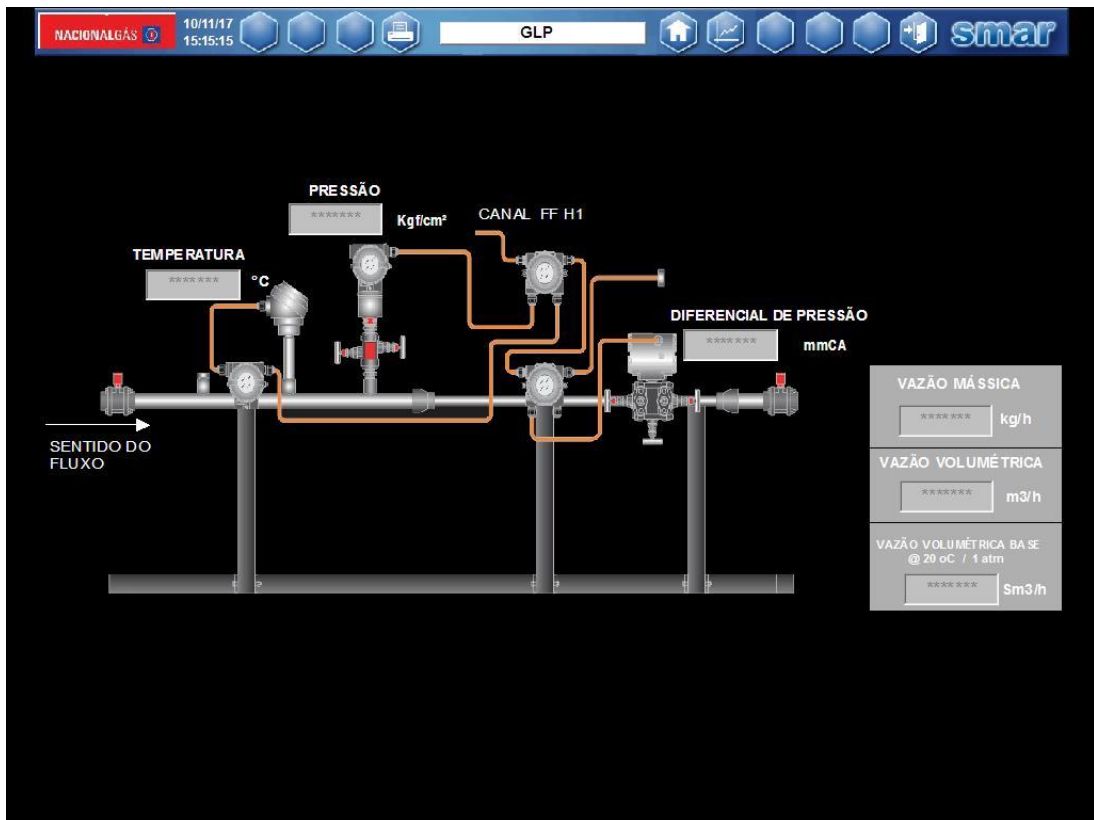 NACIONALGÁS
10/11/17
15:15:15
GLP
smar
PRESSÃO
*******
Kgf/cm²
CANAL FF H1
TEMPERATURA
*******
°C
DIFERENCIAL DE PRESSÃO
*******
mmCA
SENTIDO DO
FLUXO
VAZÃO MÁSSICA
*******
kg/h
VAZÃO VOLUMÉTRICA
*******
m3/h
VAZÃO VOLUMÉTRICA BASE
@ 20 oC / 1 atm
*******
Sm3/h